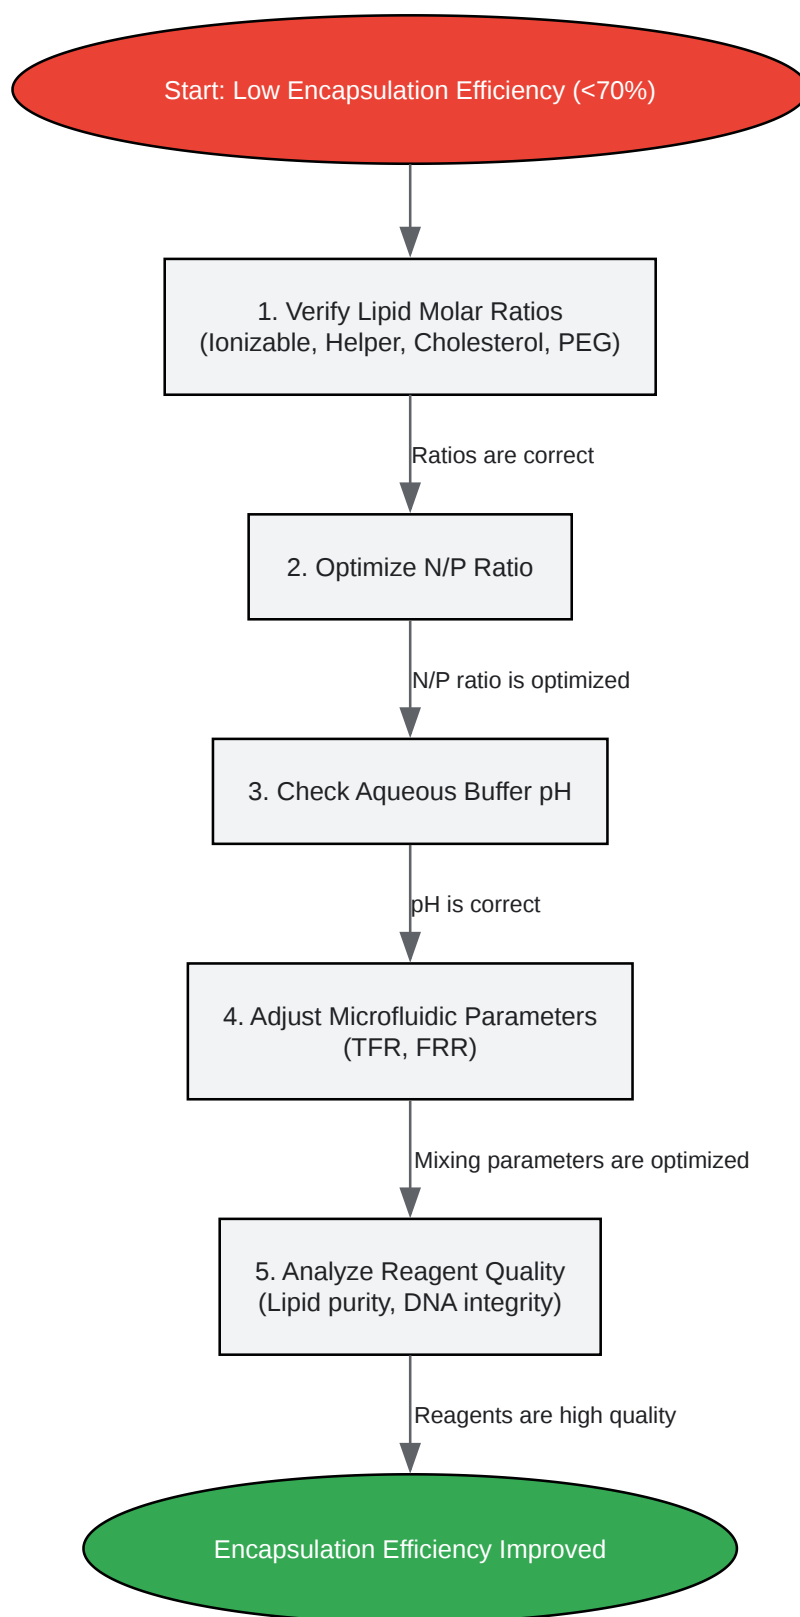 Start: Low Encapsulation Efficiency (<70%)
1. Verify Lipid Molar Ratios
(Ionizable, Helper, Cholesterol, PEG)
Ratios are correct
2. Optimize N/P Ratio
N/P ratio is optimized
3. Check Aqueous Buffer pH
pH is correct
4. Adjust Microfluidic Parameters
(TFR, FRR)
Mixing parameters are optimized
5. Analyze Reagent Quality
(Lipid purity, DNA integrity)
Reagents are high quality
Encapsulation Efficiency Improved